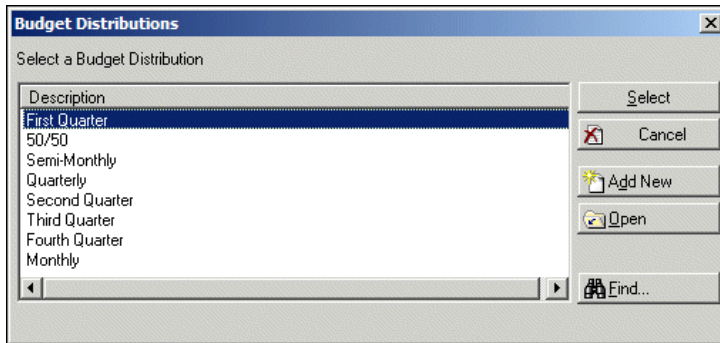 Budget Distributions
Select a Budget Distribution
Description
First Quarter
50/50
Semi-Monthly
Quarterly
Second Quarter
Third Quarter
Fourth Quarter
Monthly
Select
Cancel
Add New
Open
Find...